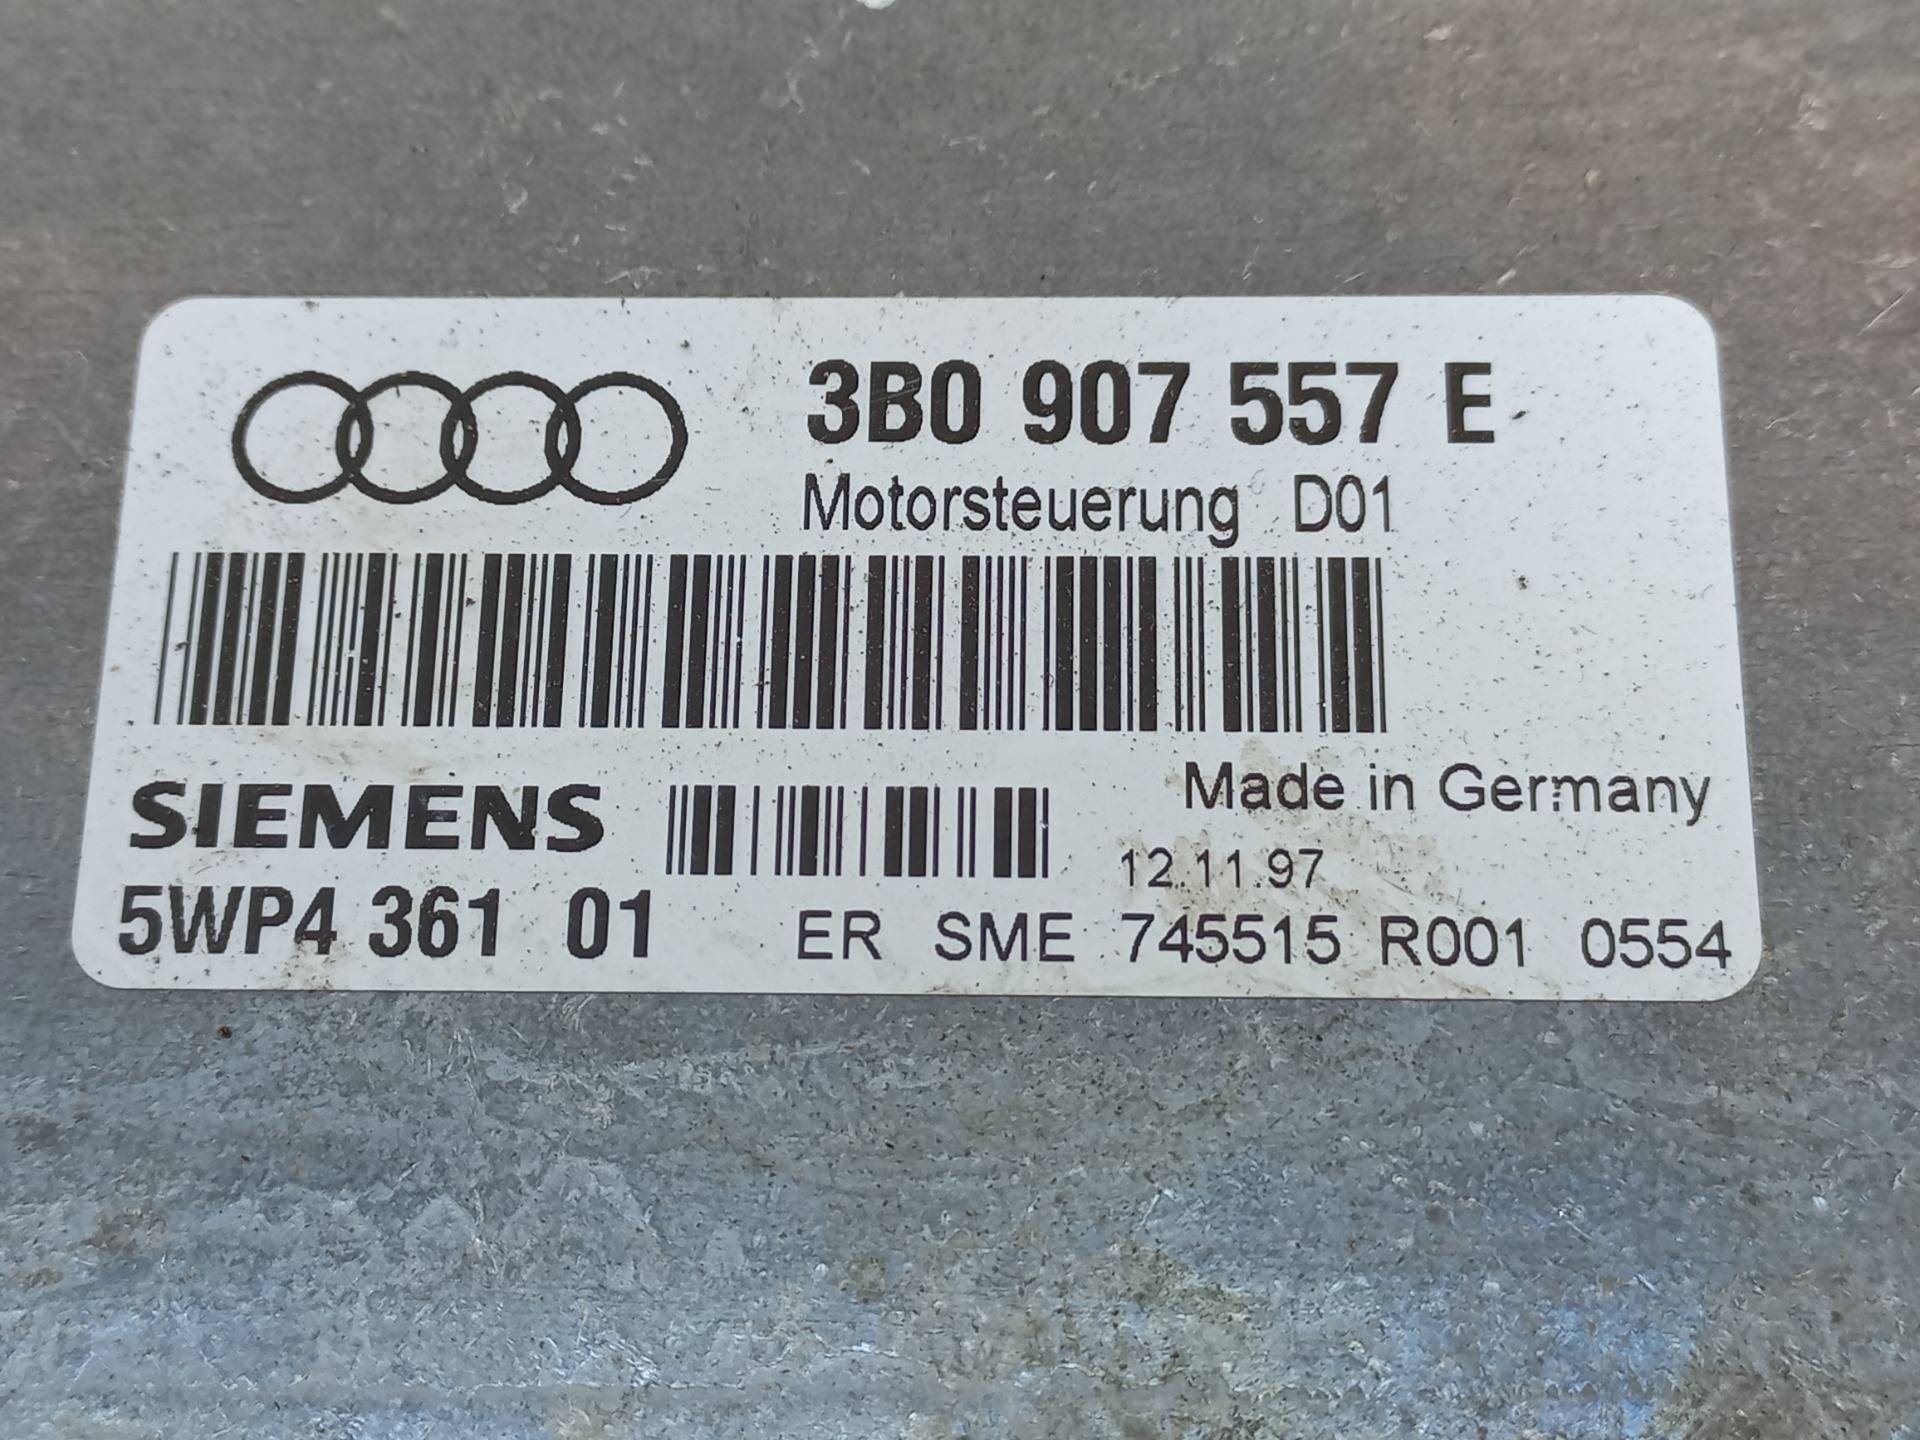 3B0 907 557 E
Motorsteuerung D01
Made in Germany
SIEMENS
12.11.97
5WP4 361 01 ER SME 745515 R001 0554